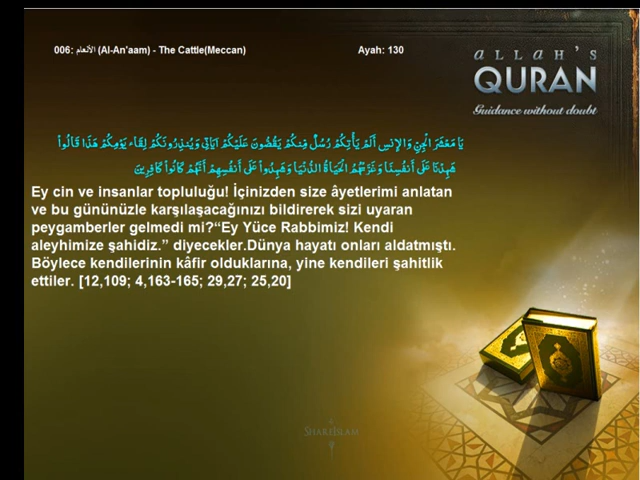 006: الأنعام (Al-An'aam) - The Cattle(Meccan) Ayah: 130
ALLAH'S
QURAN
Guidance without doubt
يَا مَعْشَرَ الْجِنِّ وَالإِنسِ أَلَمْ يَأْتِكُمْ رُسُلٌ مِّنكُمْ يَقُصُّونَ عَلَيْكُمْ آيَاتِي وَيُنذِرُونَكُمْ لِقَاء يَوْمِكُمْ هَذَا قَالُواْ
شَهِدْنَا عَلَى أَنفُسِنَا وَغَرَّتْهُمُ الْحَيَاةُ الدُّنْيَا وَشَهِدُواْ عَلَى أَنفُسِهِمْ أَنَّهُمْ كَانُواْ كَافِرِينَ
Ey cin ve insanlar topluluğu! İçinizden size âyetlerimi anlatan
ve bu gününüzle karşılaşacağınızı bildirerek sizi uyaran
peygamberler gelmedi mi?“Ey Yüce Rabbimiz! Kendi
aleyhimize şahidiz.” diyecekler.Dünya hayatı onları aldatmıştı.
Böylece kendilerinin kâfir olduklarına, yine kendileri şahitlik
ettiler. [12,109; 4,163-165; 29,27; 25,20]
SHAREISLAM